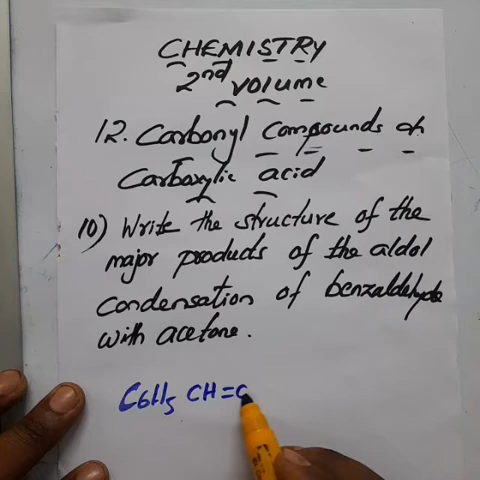 CHEMISTRY
2nd volume
12. Carbonyl Compounds &
Carboxylic acid
10) Write the structure of the
major products of the aldol
condensation of benzaldehyde
with acetone.
C6H5 CH=C